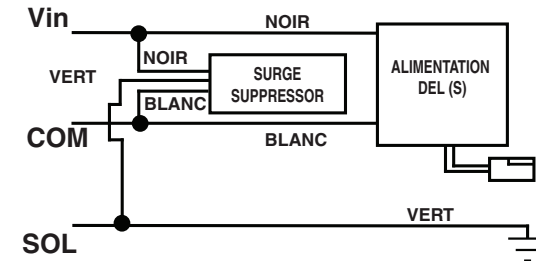 Vin
NOIR
NOIR
VERT
SURGE
SUPPRESSOR
ALIMENTATION
DEL (S)
BLANC
COM
BLANC
VERT
SOL